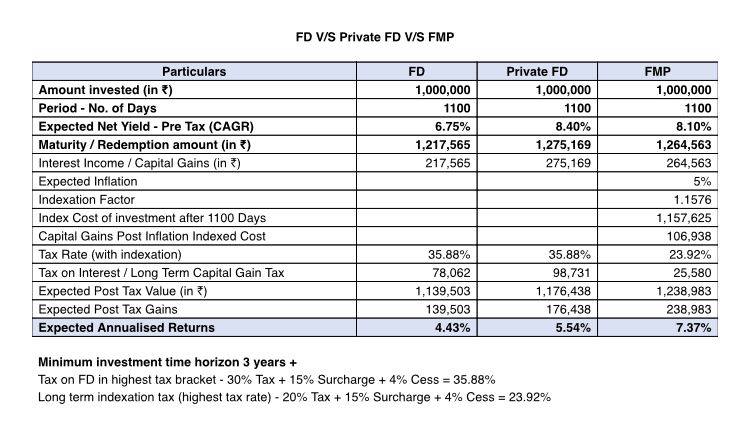 FD V/S Private FD V/S FMP
Particulars FD Private FD FMP
Amount invested (in ₹) 1,000,000 1,000,000 1,000,000
Period - No. of Days 1100 1100 1100
Expected Net Yield - Pre Tax (CAGR) 6.75% 8.40% 8.10%
Maturity / Redemption amount (in ₹) 1,217,565 1,275,169 1,264,563
Interest Income / Capital Gains (in ₹) 217,565 275,169 264,563
Expected Inflation 5%
Indexation Factor 1.1576
Index Cost of investment after 1100 Days 1,157,625
Capital Gains Post Inflation Indexed Cost 106,938
Tax Rate (with indexation) 35.88% 35.88% 23.92%
Tax on Interest / Long Term Capital Gain Tax 78,062 98,731 25,580
Expected Post Tax Value (in ₹) 1,139,503 1,176,438 1,238,983
Expected Post Tax Gains 139,503 176,438 238,983
Expected Annualised Returns 4.43% 5.54% 7.37%
Minimum investment time horizon 3 years +
Tax on FD in highest tax bracket - 30% Tax + 15% Surcharge + 4% Cess = 35.88%
Long term indexation tax (highest tax rate) - 20% Tax + 15% Surcharge + 4% Cess = 23.92%